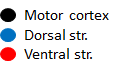 Motor cortex
Dorsal str.
Ventral str.